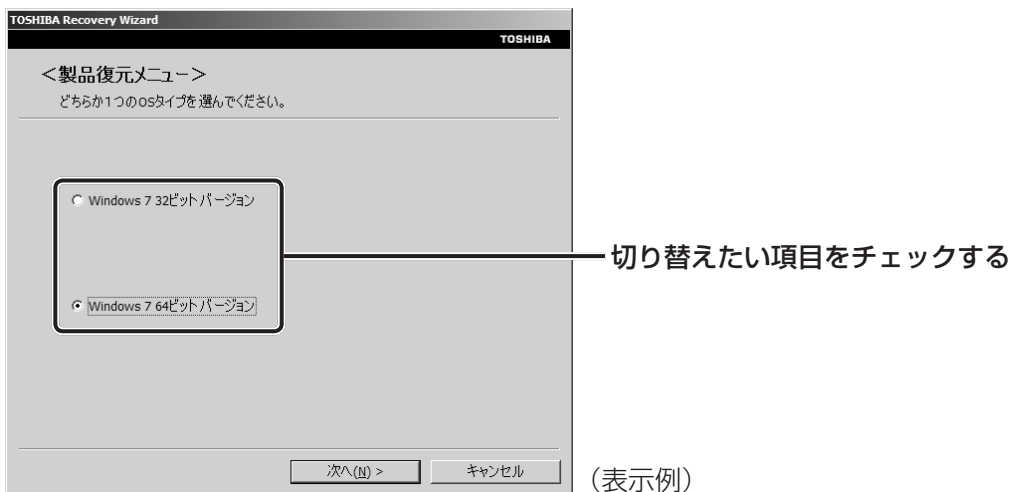 TOSHIBA Recovery Wizard
TOSHIBA
＜製品復元メニュー＞
どちらか1つのOSタイプを選んでください。
Windows 7 32ビットバージョン
切り替えたい項目をチェックする
Windows 7 64ビットバージョン
次へ(N) >
キャンセル
（表示例）